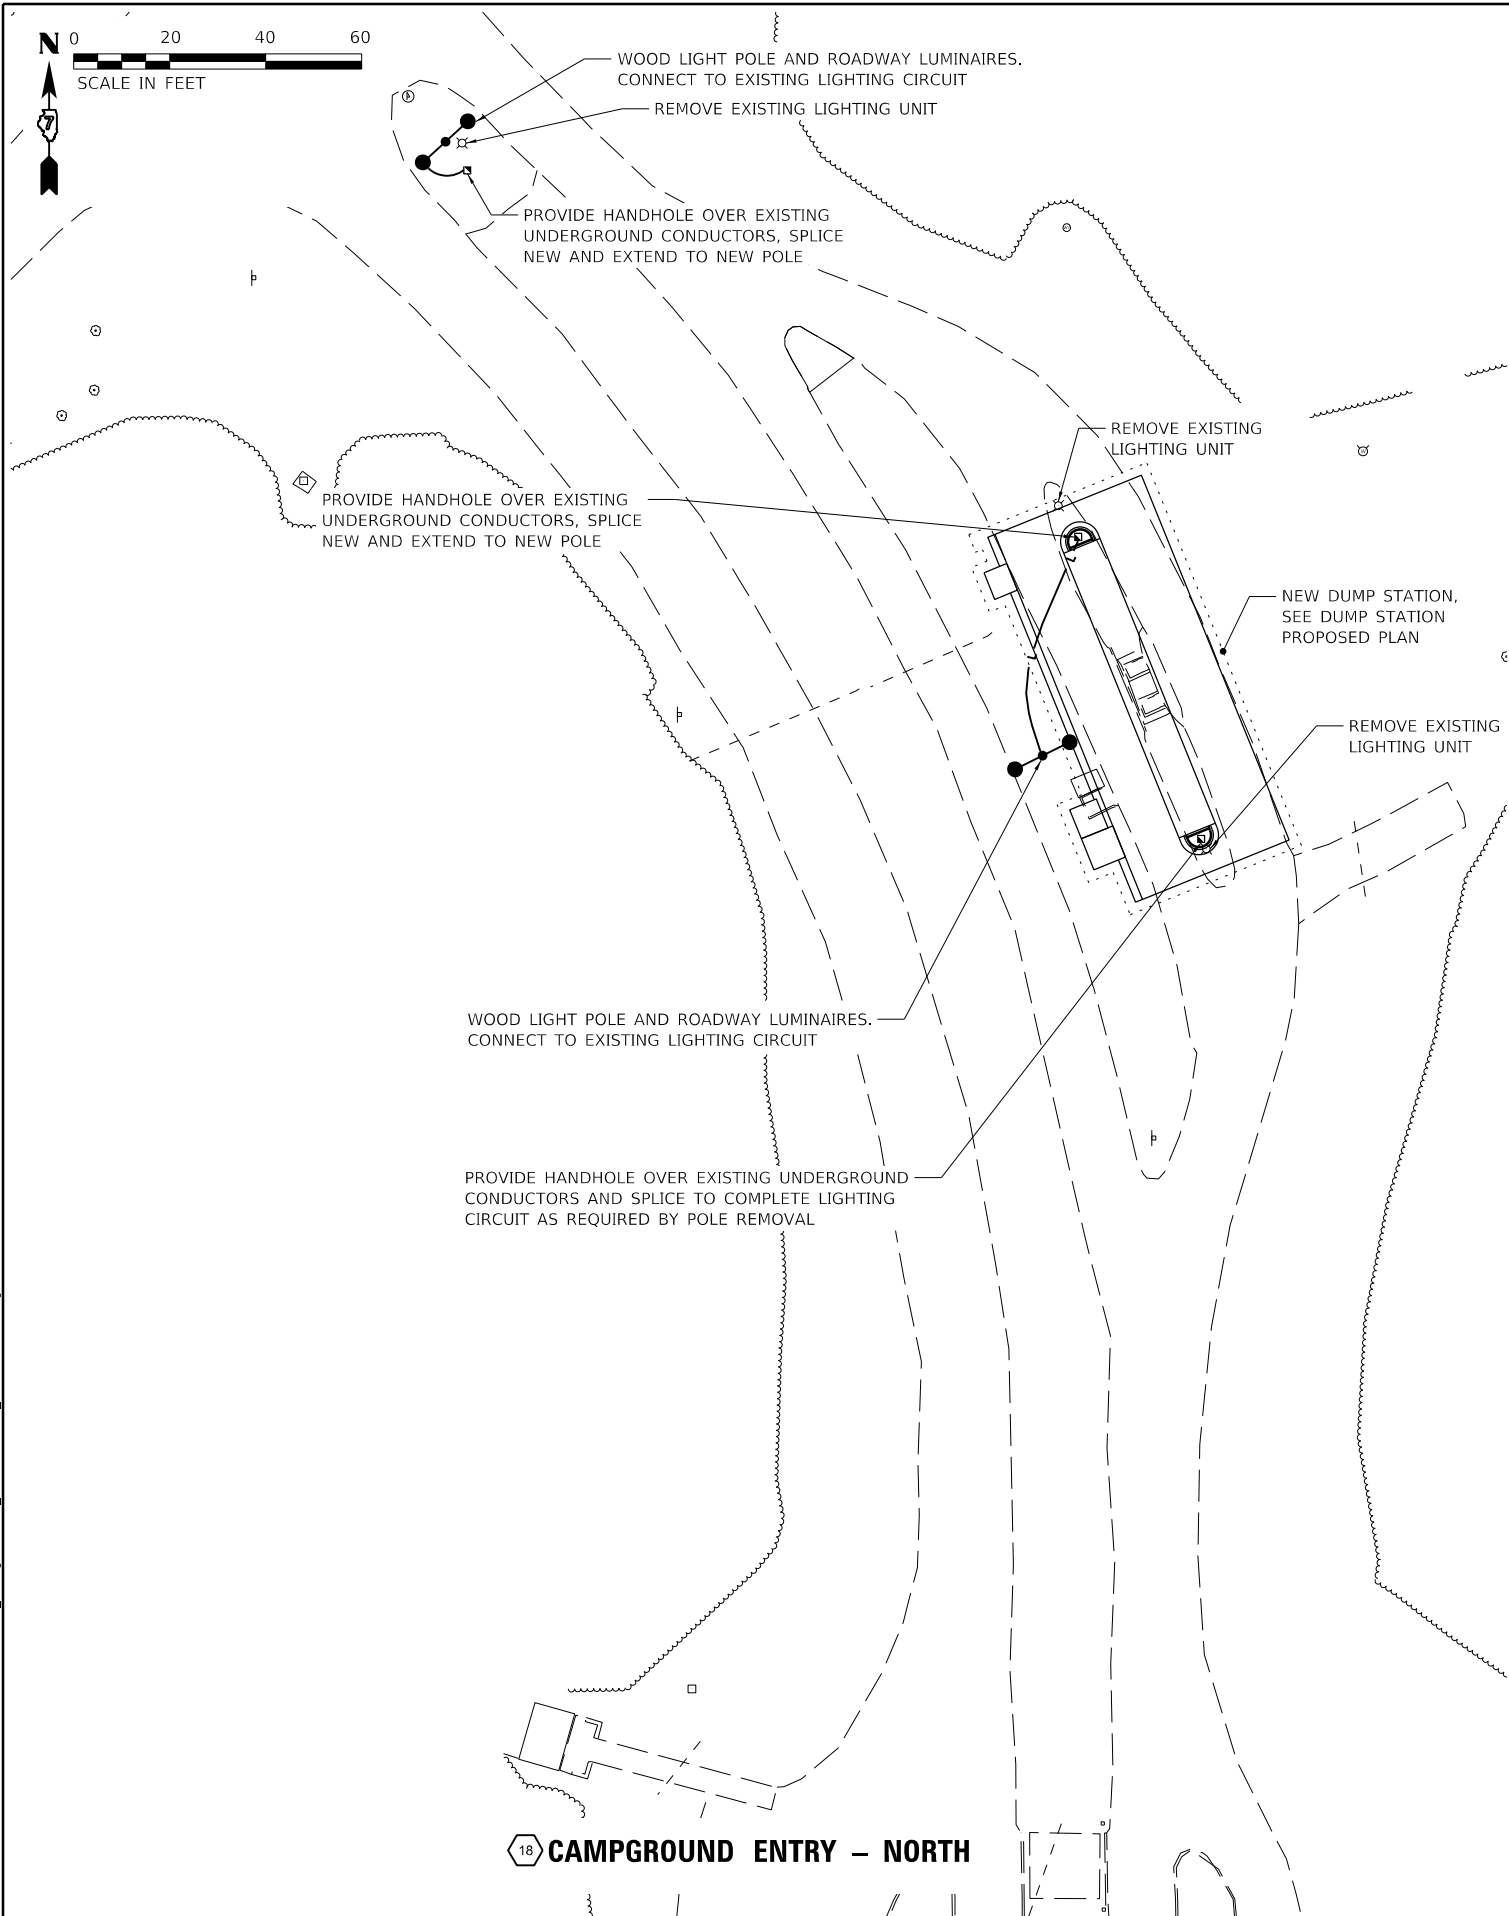 N
0 20 40 60
SCALE IN FEET
7
WOOD LIGHT POLE AND ROADWAY LUMINAIRES.
CONNECT TO EXISTING LIGHTING CIRCUIT
REMOVE EXISTING LIGHTING UNIT
PROVIDE HANDHOLE OVER EXISTING
UNDERGROUND CONDUCTORS, SPLICE
NEW AND EXTEND TO NEW POLE
REMOVE EXISTING
LIGHTING UNIT
PROVIDE HANDHOLE OVER EXISTING
UNDERGROUND CONDUCTORS, SPLICE
NEW AND EXTEND TO NEW POLE
NEW DUMP STATION,
SEE DUMP STATION
PROPOSED PLAN
REMOVE EXISTING
LIGHTING UNIT
WOOD LIGHT POLE AND ROADWAY LUMINAIRES.
CONNECT TO EXISTING LIGHTING CIRCUIT
PROVIDE HANDHOLE OVER EXISTING UNDERGROUND
CONDUCTORS AND SPLICE TO COMPLETE LIGHTING
CIRCUIT AS REQUIRED BY POLE REMOVAL
18 CAMPGROUND ENTRY – NORTH